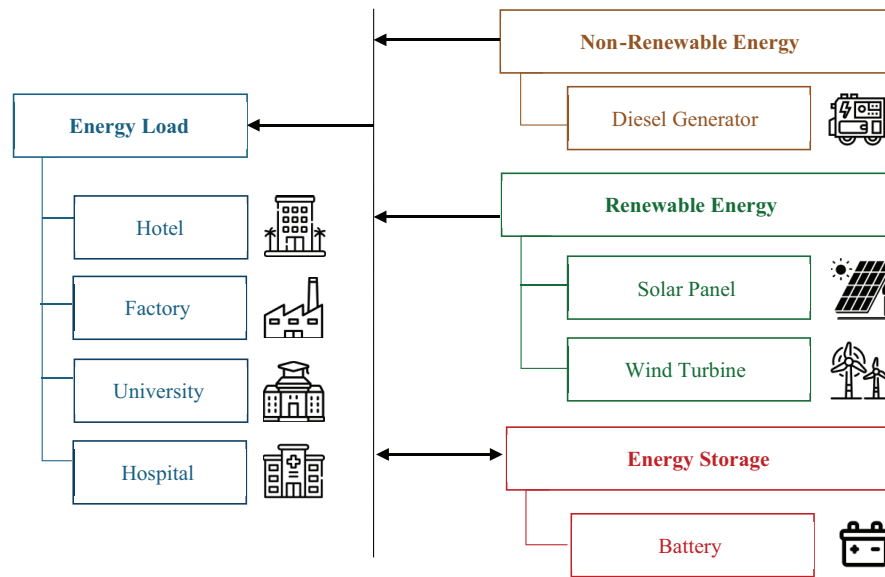 Non-Renewable Energy
Diesel Generator
Energy Load
Hotel
Factory
University
Hospital
Renewable Energy
Solar Panel
Wind Turbine
Energy Storage
Battery